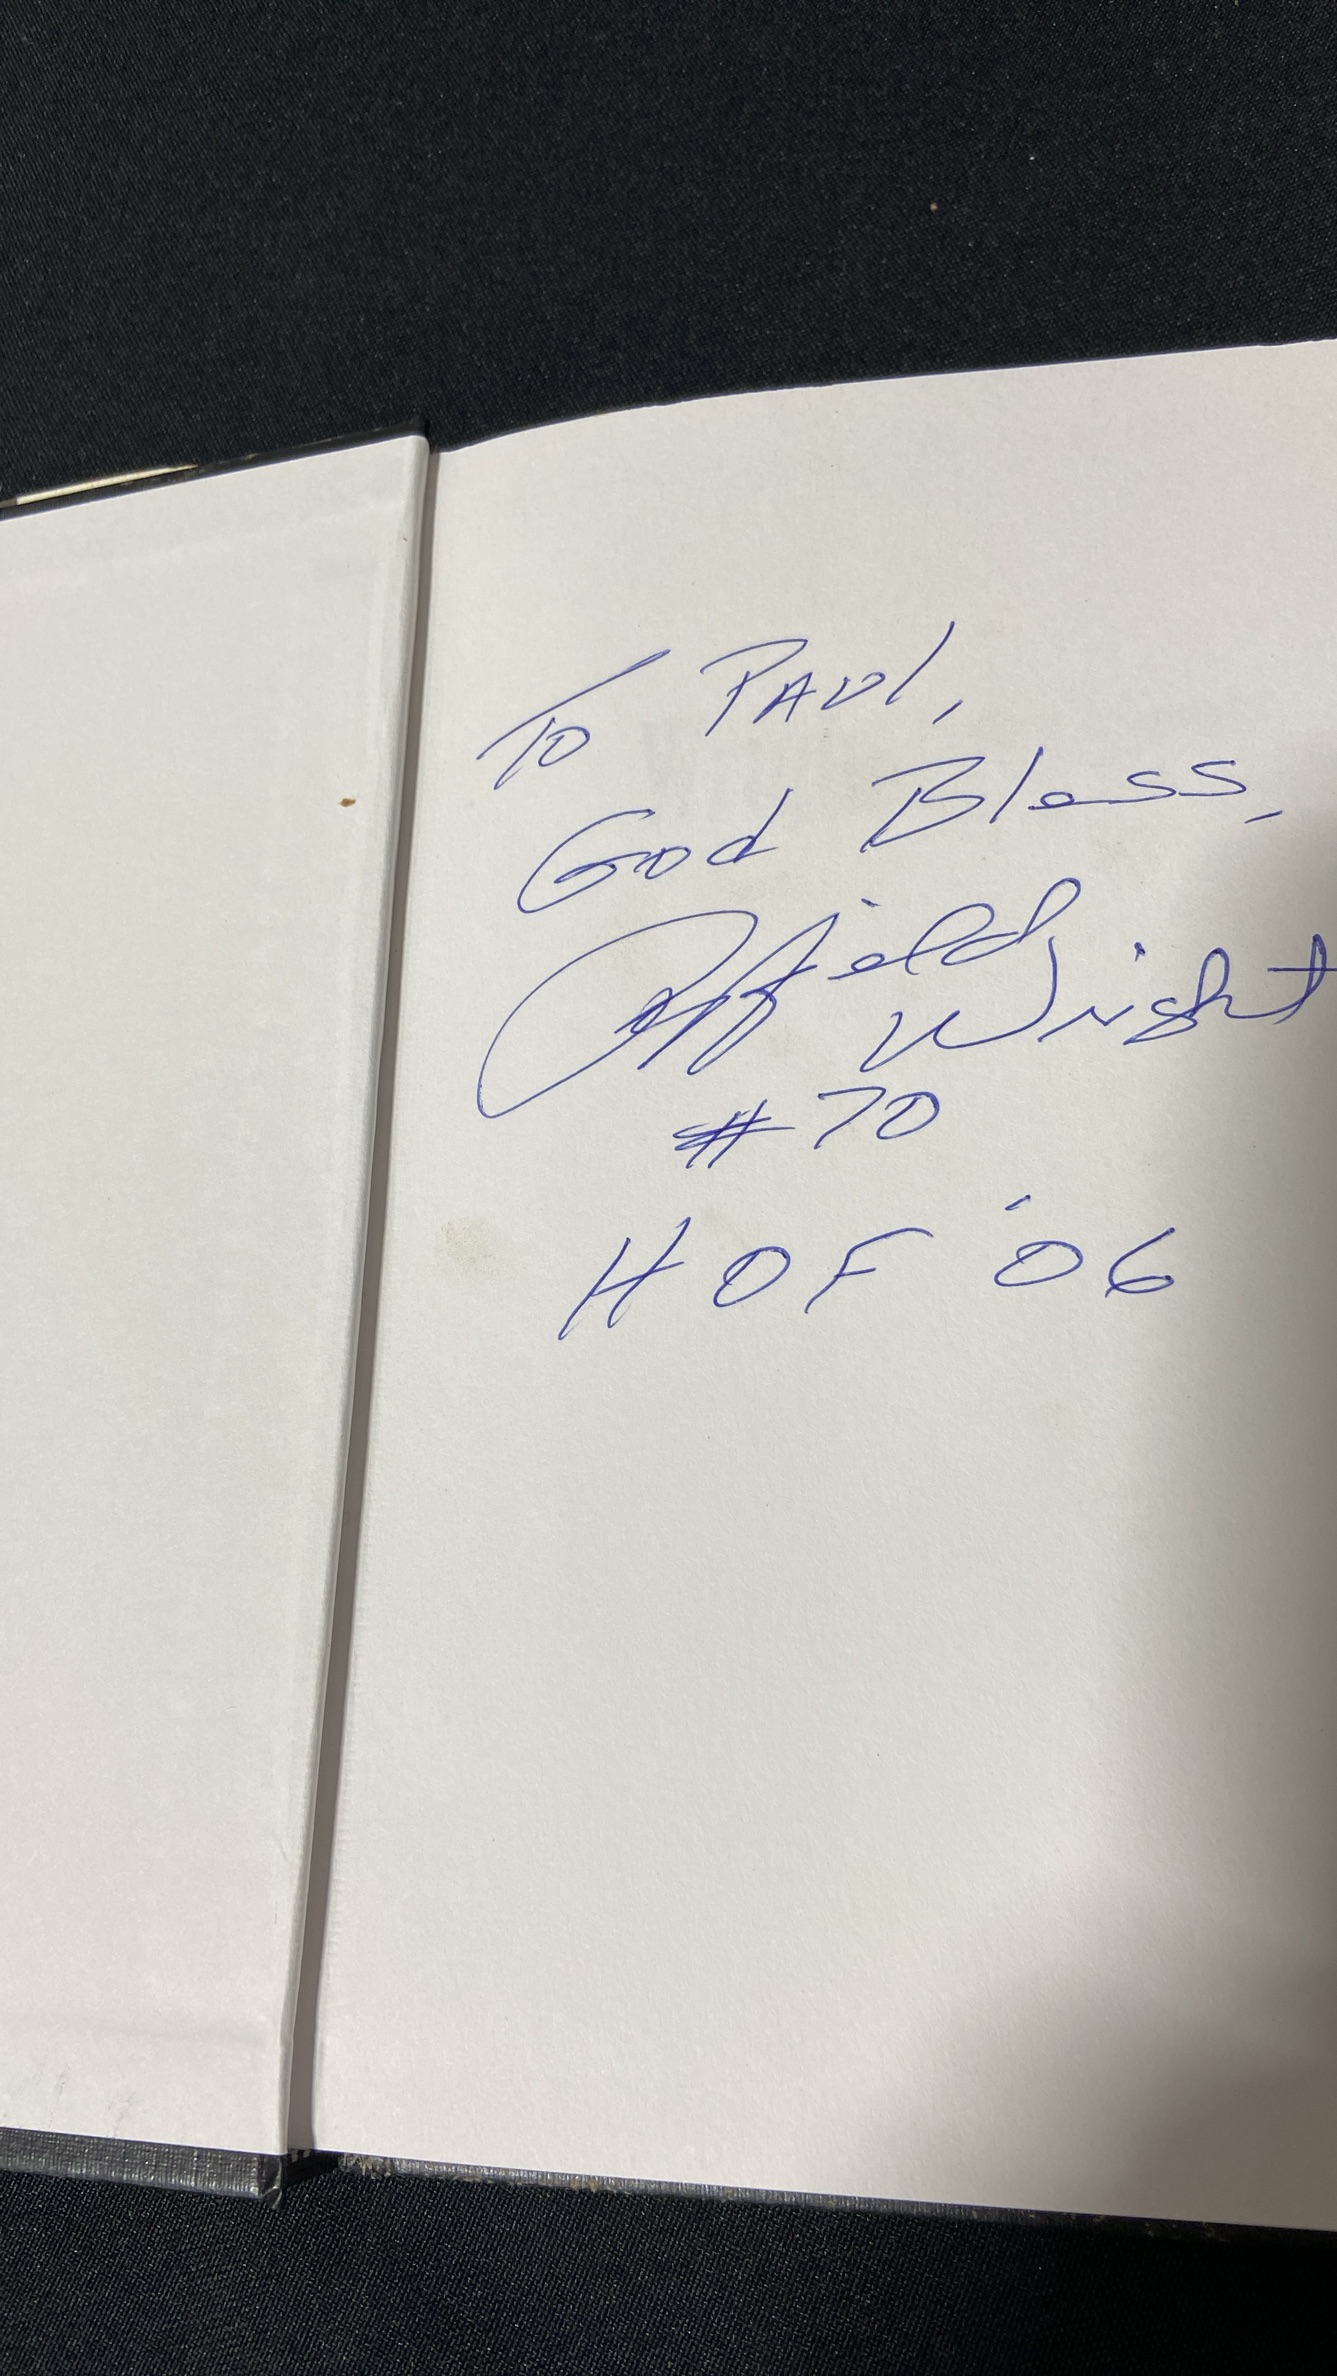 To Paul,
God Bless,
Rayfield Wright
#70
HOF '06